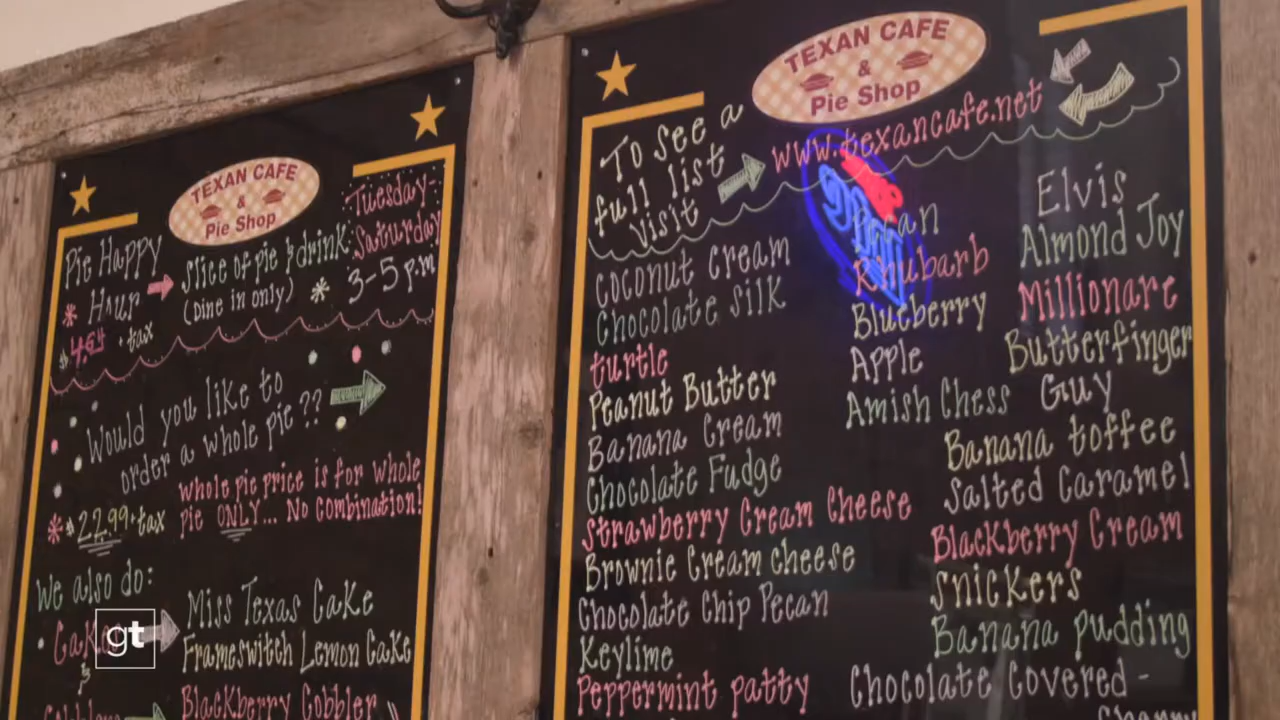 TEXAN CAFE
&
Pie Shop
Tuesday-
Saturday
3-5 p.m
Pie Happy
Hour
slice of pie & drink
(Dine in only)
$4.64 + tax
Would you like to
order a whole pie??
$22.99+tax
whole pie price is for whole
pie ONLY... No Combination!
We also do:
Miss Texas Cake
Frameswitch Lemon Cake
Blackberry Cobbler
gt
TEXAN CAFE
&
Pie Shop
To see a
full list
visit
www.texancafe.net
Coconut Cream
Chocolate Silk
turtle
Peanut Butter
Banana Cream
Chocolate Fudge
Strawberry Cream Cheese
Brownie Cream cheese
Chocolate Chip Pecan
Keylime
Peppermint patty
Pecan
Rhubarb
Blueberry
Apple
Amish Chess
Elvis
Almond Joy
Millionare
Butterfinger
Guy
Banana toffee
Salted Caramel
Blackberry Cream
Snickers
Banana pudding
Chocolate Covered -